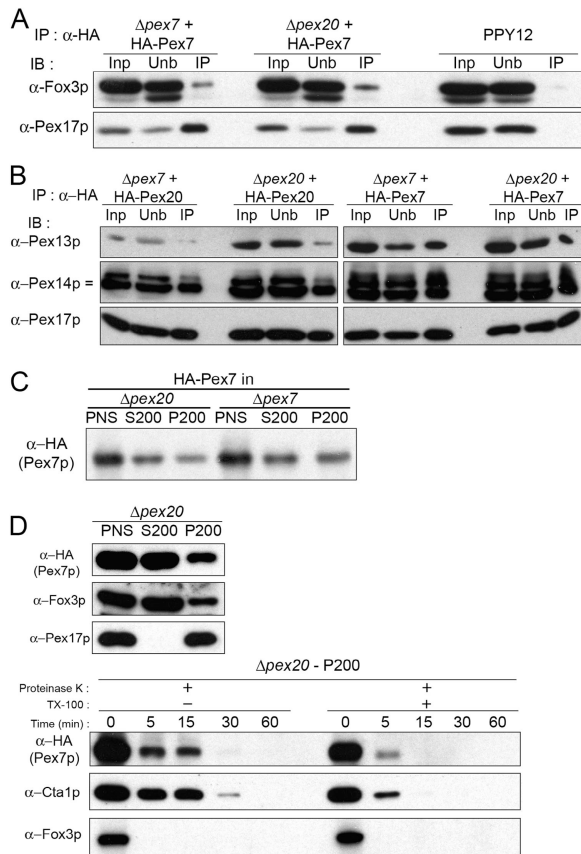 A
IP : α-HA
Δpex7 +
HA-Pex7
Δpex20 +
HA-Pex7
PPY12
IB :
Inp Unb IP Inp Unb IP Inp Unb IP
α-Fox3p
α-Pex17p
B
IP : α–HA
Δpex7 +
HA-Pex20
Δpex20 +
HA-Pex20
Δpex7 +
HA-Pex7
Δpex20 +
HA-Pex7
IB :
Inp Unb IP Inp Unb IP Inp Unb IP Inp Unb IP
α–Pex13p
α–Pex14p =
α–Pex17p
C
HA-Pex7 in
Δpex20 Δpex7
PNS S200 P200 PNS S200 P200
α–HA
(Pex7p)
D
Δpex20
PNS S200 P200
α–HA
(Pex7p)
α–Fox3p
α–Pex17p
Δpex20 - P200
Proteinase K : + +
TX-100 : – +
Time (min) : 0 5 15 30 60 0 5 15 30 60
α–HA
(Pex7p)
α–Cta1p
α–Fox3p